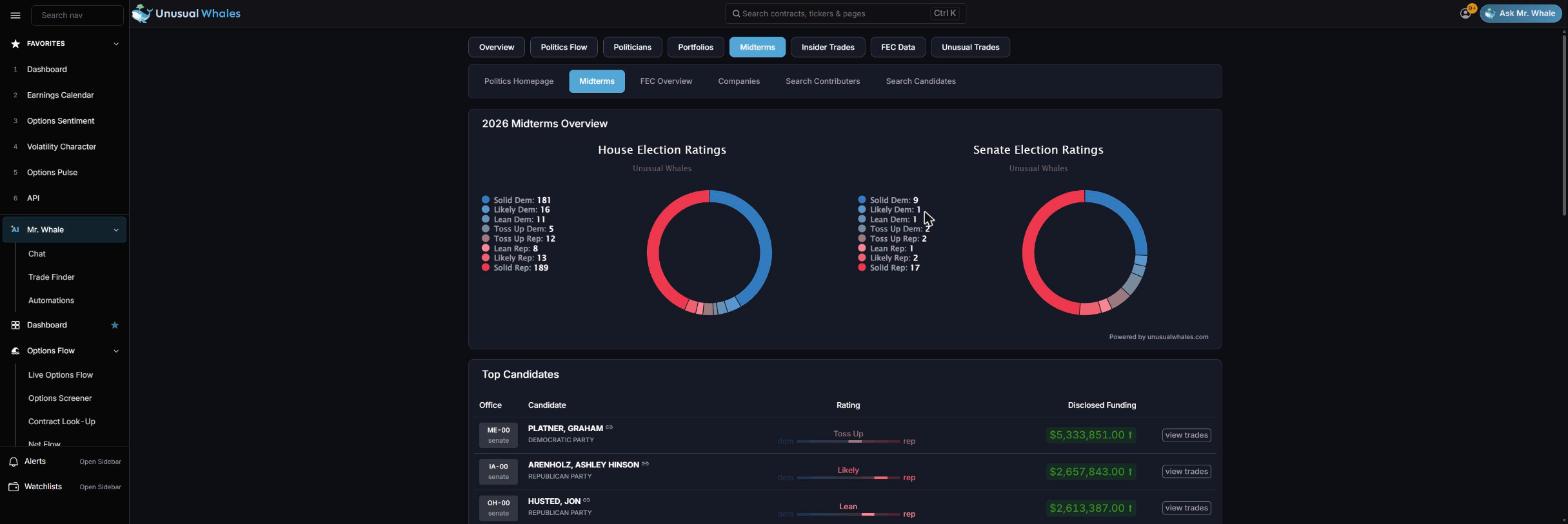 Search nav
Unusual Whales
Search contracts, tickers & pages
Ctrl K
9+
Ask Mr. Whale
FAVORITES
1 Dashboard
2 Earnings Calendar
3 Options Sentiment
4 Volatility Character
5 Options Pulse
6 API
AI Mr. Whale
Chat
Trade Finder
Automations
Dashboard
Options Flow
Live Options Flow
Options Screener
Contract Look-Up
Net Flow
Alerts Open Sidebar
Watchlists Open Sidebar
Overview Politics Flow Politicians Portfolios Midterms Insider Trades FEC Data Unusual Trades
Politics Homepage Midterms FEC Overview Companies Search Contributors Search Candidates
2026 Midterms Overview
House Election Ratings
Unusual Whales
Solid Dem: 181
Likely Dem: 16
Lean Dem: 11
Toss Up Dem: 5
Toss Up Rep: 12
Lean Rep: 8
Likely Rep: 13
Solid Rep: 189
Senate Election Ratings
Unusual Whales
Solid Dem: 9
Likely Dem: 1
Lean Dem: 1
Toss Up Dem: 2
Toss Up Rep: 2
Lean Rep: 1
Likely Rep: 2
Solid Rep: 17
Powered by unusualwhales.com
Top Candidates
Office Candidate Rating Disclosed Funding
ME-00 senate PLATNER, GRAHAM DEMOCRATIC PARTY Toss Up dem rep $5,333,851.00 ↑ view trades
IA-00 senate ARENHOLZ, ASHLEY HINSON REPUBLICAN PARTY Likely dem rep $2,657,843.00 ↑ view trades
OH-00 senate HUSTED, JON REPUBLICAN PARTY Lean dem rep $2,613,387.00 ↑ view trades